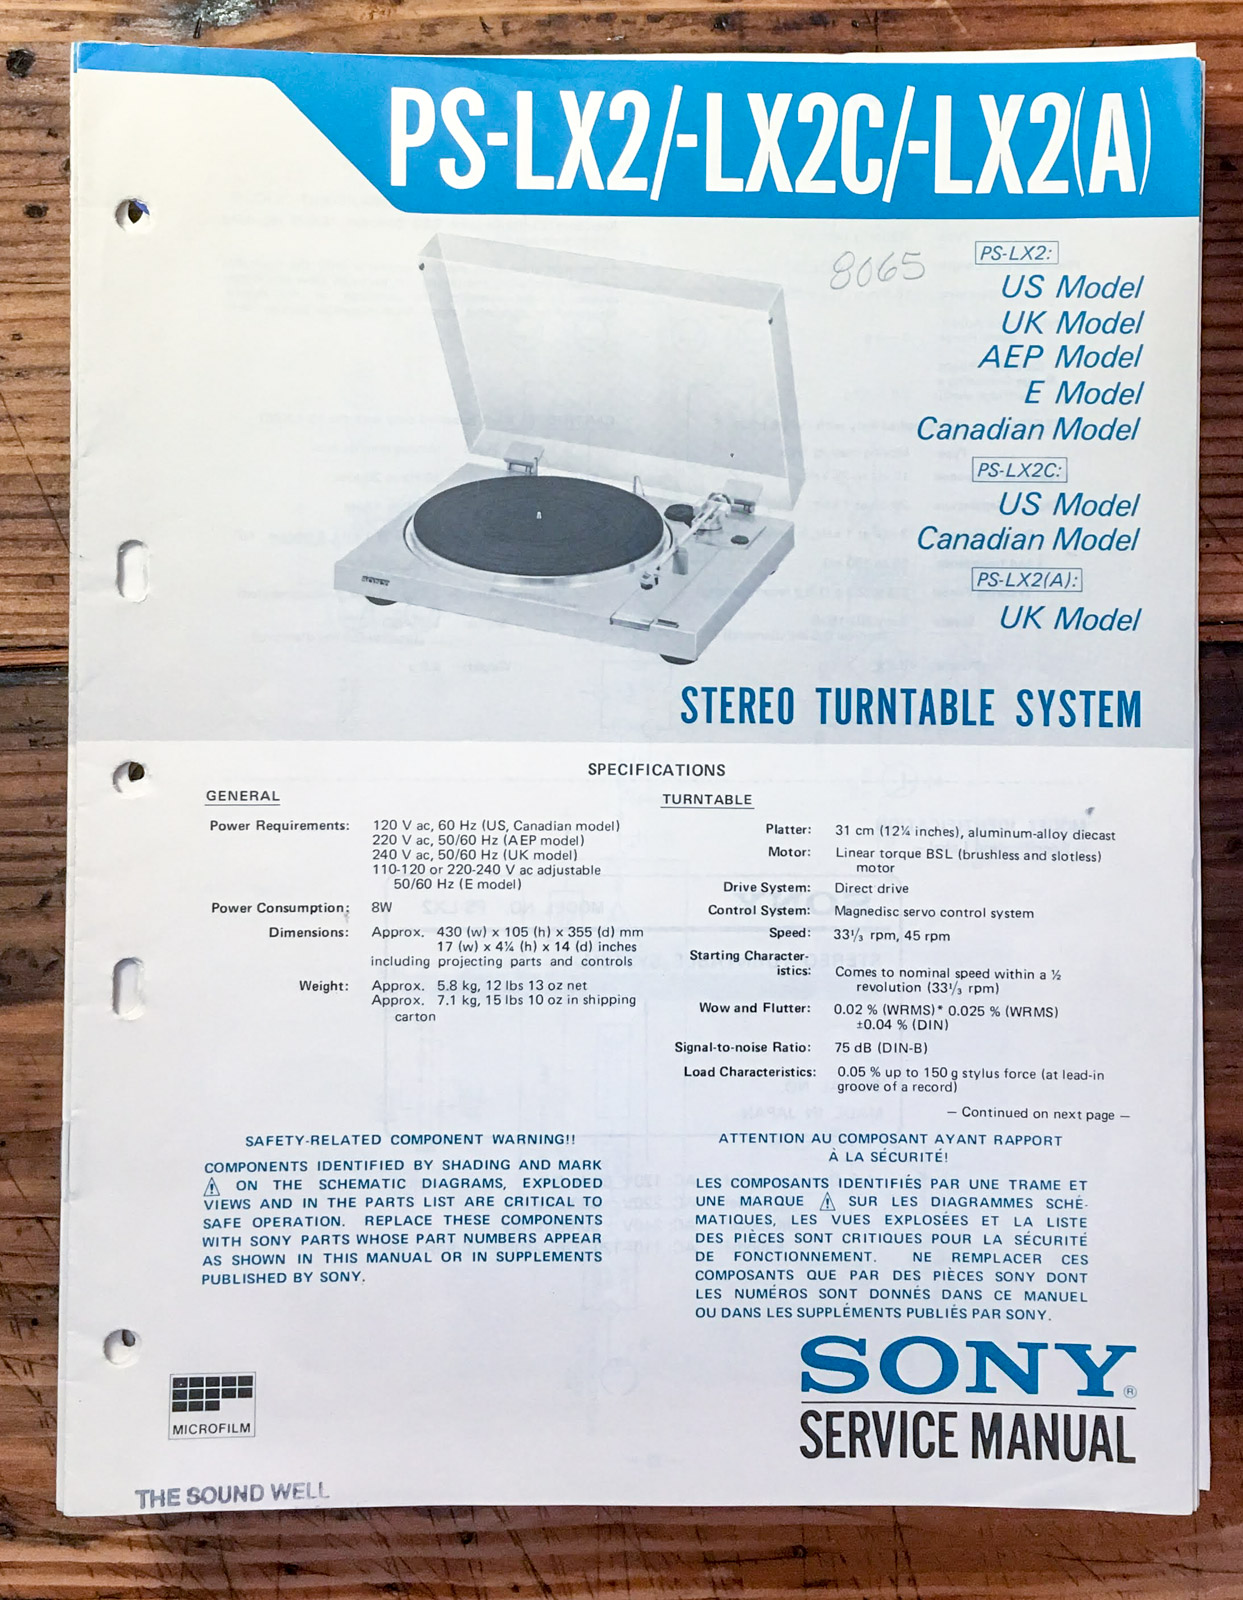 PS-LX2/-LX2C/-LX2(A)
8065
PS-LX2:
US Model
UK Model
AEP Model
E Model
Canadian Model
PS-LX2C:
US Model
Canadian Model
PS-LX2(A):
UK Model
SONY
STEREO TURNTABLE SYSTEM
SPECIFICATIONS
GENERAL
Power Requirements: 120 V ac, 60 Hz (US, Canadian model)
220 V ac, 50/60 Hz (AEP model)
240 V ac, 50/60 Hz (UK model)
110-120 or 220-240 V ac adjustable
50/60 Hz (E model)
Power Consumption: 8W
Dimensions: Approx. 430 (w) x 105 (h) x 355 (d) mm
17 (w) x 4¼ (h) x 14 (d) inches
including projecting parts and controls
Weight: Approx. 5.8 kg, 12 lbs 13 oz net
Approx. 7.1 kg, 15 lbs 10 oz in shipping
carton
TURNTABLE
Platter: 31 cm (12¼ inches), aluminum-alloy diecast
Motor: Linear torque BSL (brushless and slotless)
motor
Drive System: Direct drive
Control System: Magnedisc servo control system
Speed: 33⅓ rpm, 45 rpm
Starting Character-
istics: Comes to nominal speed within a ½
revolution (33⅓ rpm)
Wow and Flutter: 0.02 % (WRMS)* 0.025 % (WRMS)
±0.04 % (DIN)
Signal-to-noise Ratio: 75 dB (DIN-B)
Load Characteristics: 0.05 % up to 150 g stylus force (at lead-in
groove of a record)
— Continued on next page —
SAFETY-RELATED COMPONENT WARNING!!
COMPONENTS IDENTIFIED BY SHADING AND MARK
⚠ ON THE SCHEMATIC DIAGRAMS, EXPLODED
VIEWS AND IN THE PARTS LIST ARE CRITICAL TO
SAFE OPERATION. REPLACE THESE COMPONENTS
WITH SONY PARTS WHOSE PART NUMBERS APPEAR
AS SHOWN IN THIS MANUAL OR IN SUPPLEMENTS
PUBLISHED BY SONY.
ATTENTION AU COMPOSANT AYANT RAPPORT
À LA SÉCURITÉ!
LES COMPOSANTS IDENTIFIÉS PAR UNE TRAME ET
UNE MARQUE ⚠ SUR LES DIAGRAMMES SCHÉ-
MATIQUES, LES VUES EXPLOSÉES ET LA LISTE
DES PIÈCES SONT CRITIQUES POUR LA SÉCURITÉ
DE FONCTIONNEMENT. NE REMPLACER CES
COMPOSANTS QUE PAR DES PIÈCES SONY DONT
LES NUMÉROS SONT DONNÉS DANS CE MANUEL
OU DANS LES SUPPLÉMENTS PUBLIÉS PAR SONY.
SONY®
SERVICE MANUAL
MICROFILM
THE SOUND WELL